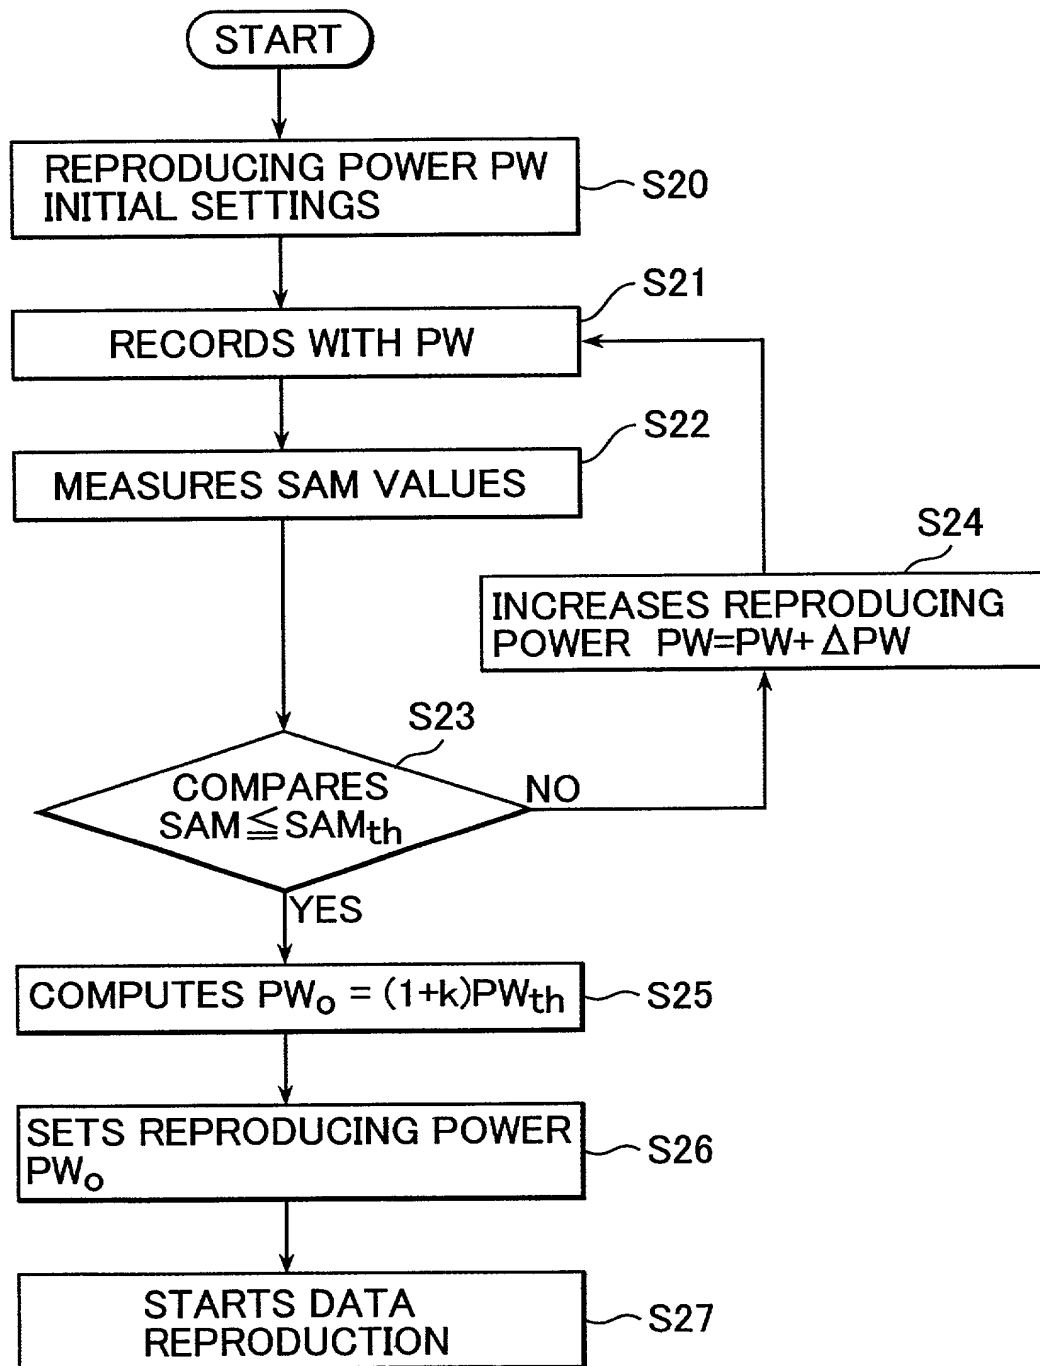 START
REPRODUCING POWER PW
INITIAL SETTINGS
S20
S21
RECORDS WITH PW
S22
MEASURES SAM VALUES
S24
INCREASES REPRODUCING
POWER PW=PW+ΔPW
S23
COMPARES
SAM≦SAMth
NO
YES
COMPUTES PWo = (1+k)PWth
S25
SETS REPRODUCING POWER
PWo
S26
STARTS DATA
REPRODUCTION
S27